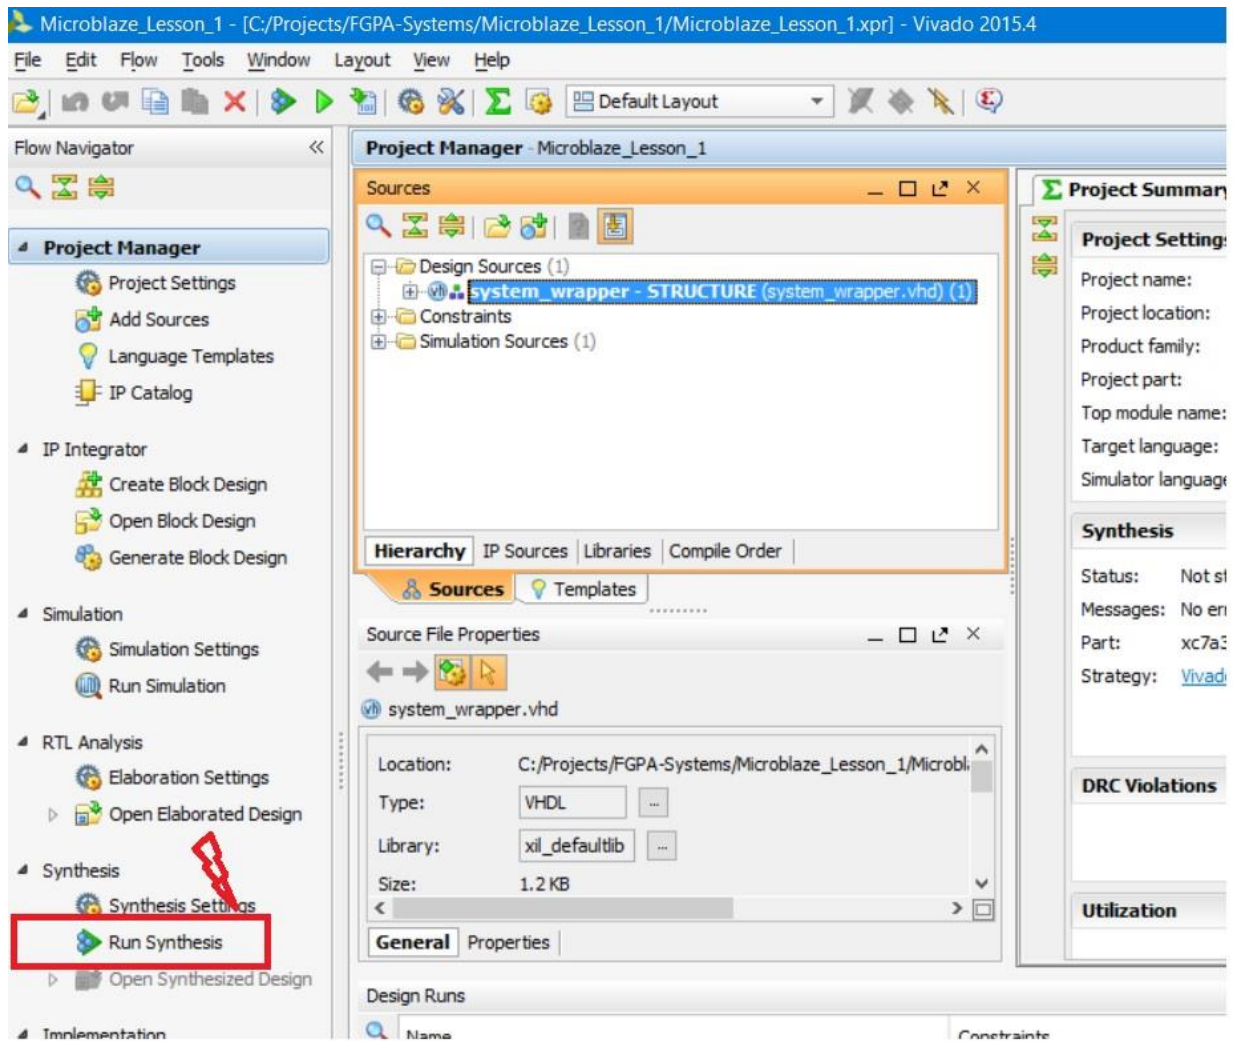 Microblaze_Lesson_1 - [C:/Projects/FGPA-Systems/Microblaze_Lesson_1/Microblaze_Lesson_1.xpr] - Vivado 2015.4
File Edit Flow Tools Window Layout View Help
Default Layout
Flow Navigator
Project Manager
Project Settings
Add Sources
Language Templates
IP Catalog
IP Integrator
Create Block Design
Open Block Design
Generate Block Design
Simulation
Simulation Settings
Run Simulation
RTL Analysis
Elaboration Settings
Open Elaborated Design
Synthesis
Synthesis Settings
Run Synthesis
Open Synthesized Design
Implementation
Project Manager - Microblaze_Lesson_1
Sources
Design Sources (1)
system_wrapper - STRUCTURE (system_wrapper.vhd) (1)
Constraints
Simulation Sources (1)
Hierarchy IP Sources Libraries Compile Order
Sources Templates
Source File Properties
system_wrapper.vhd
Location: C:/Projects/FGPA-Systems/Microblaze_Lesson_1/Microbl
Type: VHDL ...
Library: xil_defaultlib ...
Size: 1.2 KB
General Properties
Design Runs
Name Constraints
Σ Project Summary
Project Settings
Project name:
Project location:
Product family:
Project part:
Top module name:
Target language:
Simulator language
Synthesis
Status: Not st
Messages: No err
Part: xc7a3
Strategy: Vivado
DRC Violations
Utilization